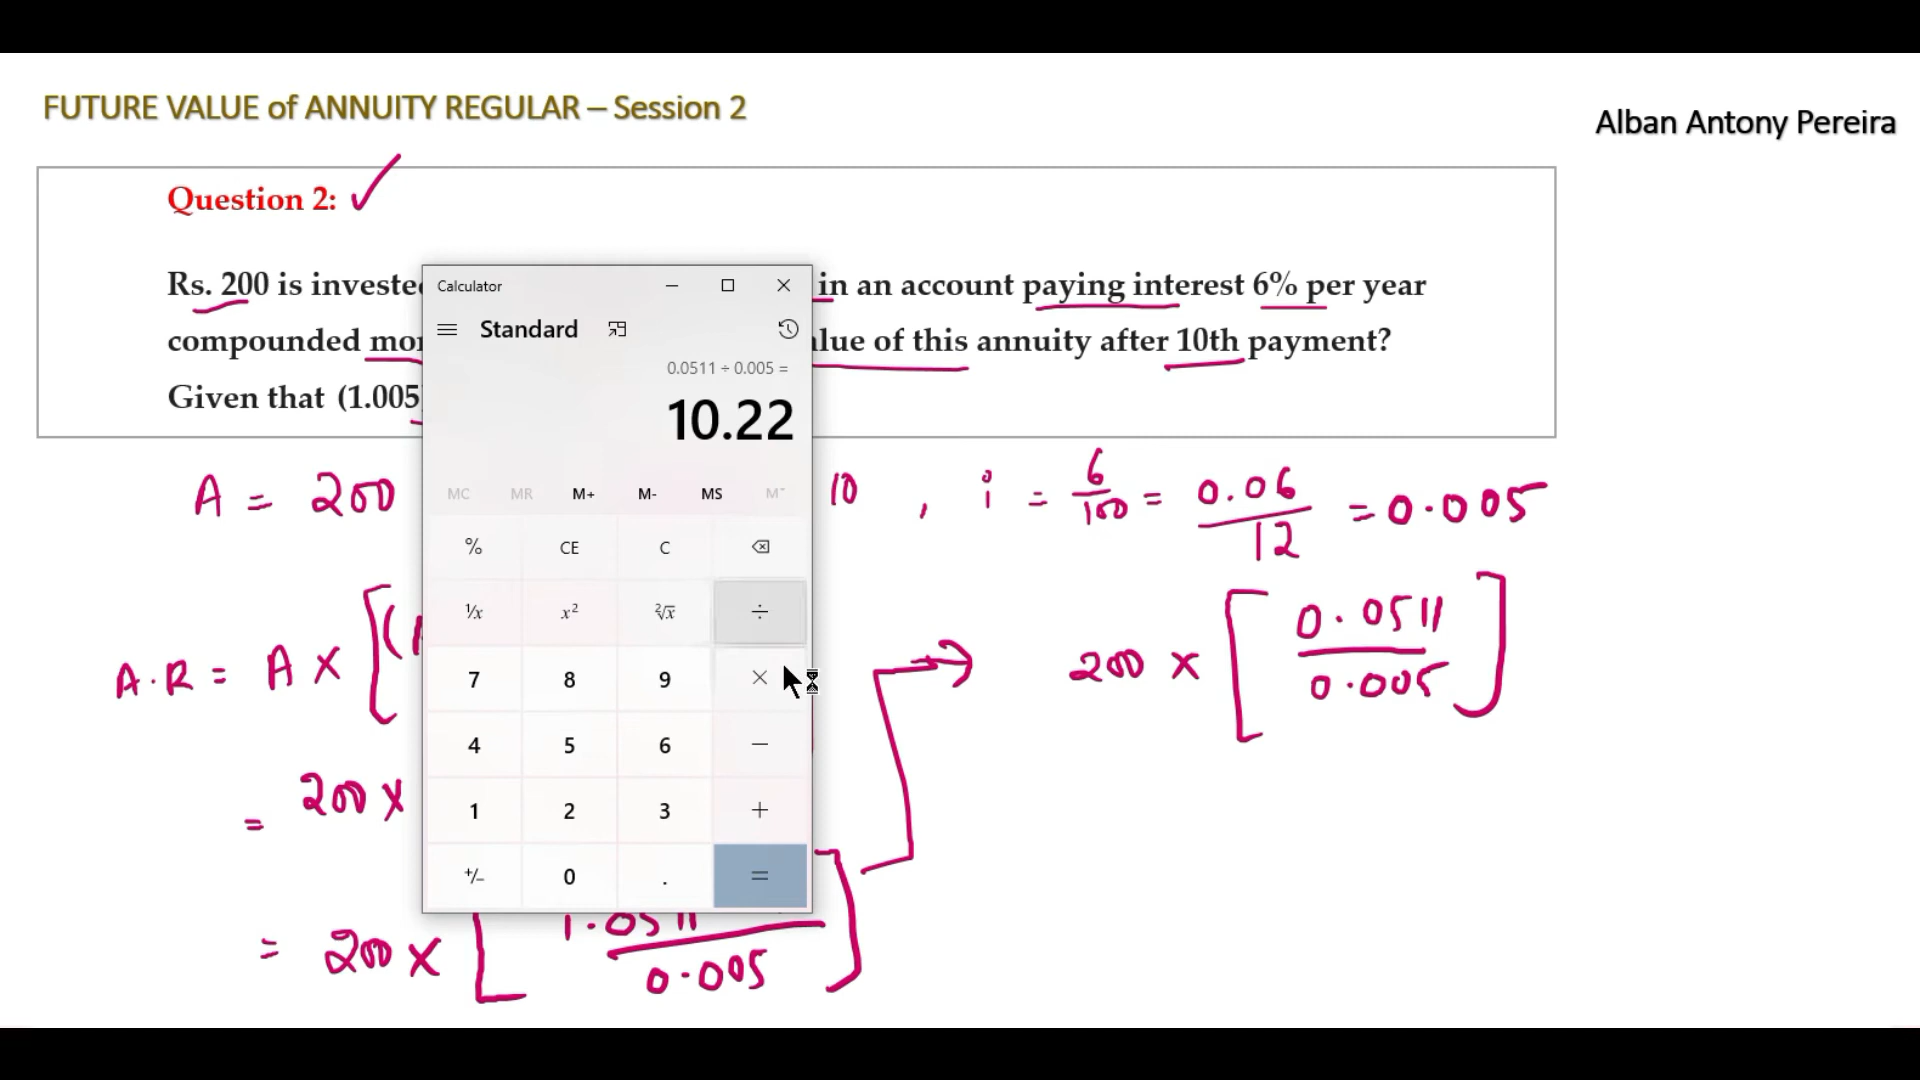 FUTURE VALUE of ANNUITY REGULAR – Session 2
Alban Antony Pereira
Question 2:
Rs. 200 is in an account paying interest 6% per year
compounded of this annuity after 10th payment?
Given that (1.005
Calculator
Standard
0.0511 ÷ 0.005 =
10.22
MC MR M+ M- MS M˅
% CE C
1/x x² ²√x ÷
7 8 9 ×
4 5 6 −
1 2 3 +
+/− 0 . =
A = 200 10 , i = 6/100 = 0.06/12 = 0.005
A.R = A × [(1 200 × [0.0511/0.005]
= 200 ×
= 200 × [1.0511 / 0.005]